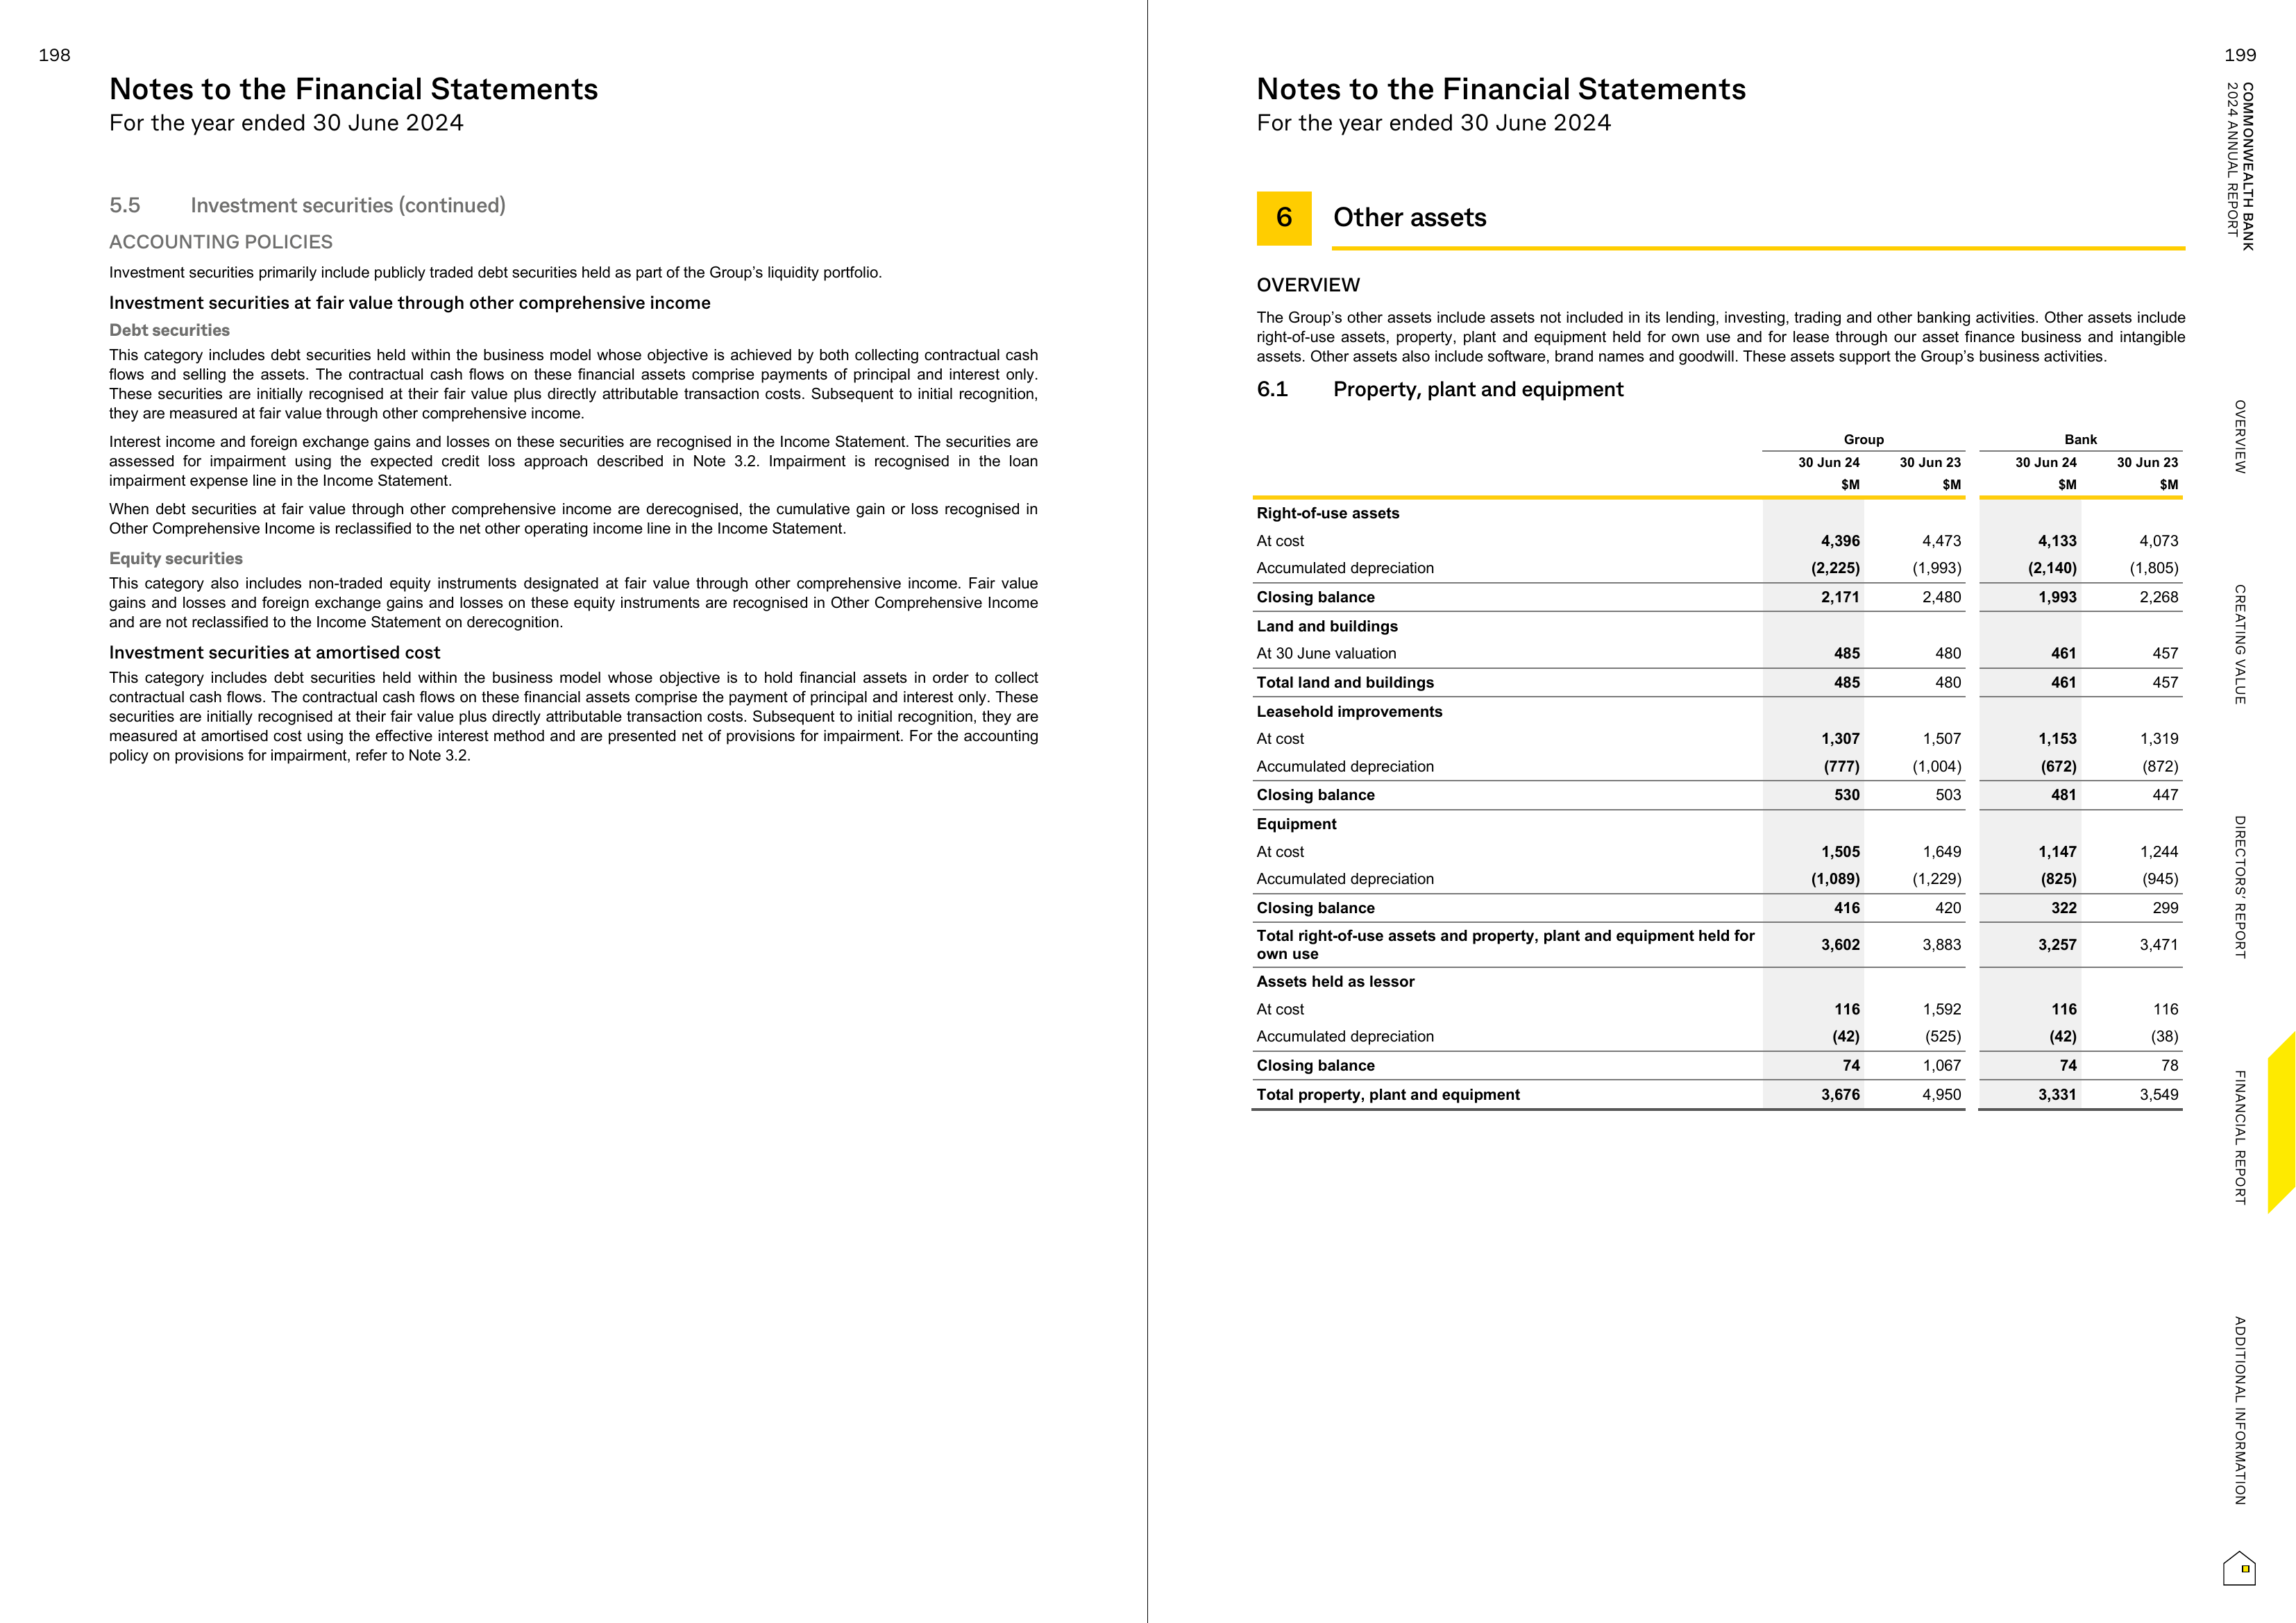 198
Notes to the Financial Statements
For the year ended 30 June 2024
5.5 Investment securities (continued)
ACCOUNTING POLICIES
Investment securities primarily include publicly traded debt securities held as part of the Group's liquidity portfolio.
Investment securities at fair value through other comprehensive income
Debt securities
This category includes debt securities held within the business model whose objective is achieved by both collecting contractual cash
flows and selling the assets. The contractual cash flows on these financial assets comprise payments of principal and interest only.
These securities are initially recognised at their fair value plus directly attributable transaction costs. Subsequent to initial recognition,
they are measured at fair value through other comprehensive income.
Interest income and foreign exchange gains and losses on these securities are recognised in the Income Statement. The securities are
assessed for impairment using the expected credit loss approach described in Note 3.2. Impairment is recognised in the loan
impairment expense line in the Income Statement.
When debt securities at fair value through other comprehensive income are derecognised, the cumulative gain or loss recognised in
Other Comprehensive Income is reclassified to the net other operating income line in the Income Statement.
Equity securities
This category also includes non-traded equity instruments designated at fair value through other comprehensive income. Fair value
gains and losses and foreign exchange gains and losses on these equity instruments are recognised in Other Comprehensive Income
and are not reclassified to the Income Statement on derecognition.
Investment securities at amortised cost
This category includes debt securities held within the business model whose objective is to hold financial assets in order to collect
contractual cash flows. The contractual cash flows on these financial assets comprise the payment of principal and interest only. These
securities are initially recognised at their fair value plus directly attributable transaction costs. Subsequent to initial recognition, they are
measured at amortised cost using the effective interest method and are presented net of provisions for impairment. For the accounting
policy on provisions for impairment, refer to Note 3.2.
199
Notes to the Financial Statements
For the year ended 30 June 2024
6 Other assets
OVERVIEW
The Group's other assets include assets not included in its lending, investing, trading and other banking activities. Other assets include
right-of-use assets, property, plant and equipment held for own use and for lease through our asset finance business and intangible
assets. Other assets also include software, brand names and goodwill. These assets support the Group's business activities.
6.1 Property, plant and equipment
Group Bank
30 Jun 24 30 Jun 23 30 Jun 24 30 Jun 23
$M $M $M $M
Right-of-use assets
At cost 4,396 4,473 4,133 4,073
Accumulated depreciation (2,225) (1,993) (2,140) (1,805)
Closing balance 2,171 2,480 1,993 2,268
Land and buildings
At 30 June valuation 485 480 461 457
Total land and buildings 485 480 461 457
Leasehold improvements
At cost 1,307 1,507 1,153 1,319
Accumulated depreciation (777) (1,004) (672) (872)
Closing balance 530 503 481 447
Equipment
At cost 1,505 1,649 1,147 1,244
Accumulated depreciation (1,089) (1,229) (825) (945)
Closing balance 416 420 322 299
Total right-of-use assets and property, plant and equipment held for
own use 3,602 3,883 3,257 3,471
Assets held as lessor
At cost 116 1,592 116 116
Accumulated depreciation (42) (525) (42) (38)
Closing balance 74 1,067 74 78
Total property, plant and equipment 3,676 4,950 3,331 3,549
COMMONWEALTH BANK
2024 ANNUAL REPORT
OVERVIEW
CREATING VALUE
DIRECTORS' REPORT
FINANCIAL REPORT
ADDITIONAL INFORMATION